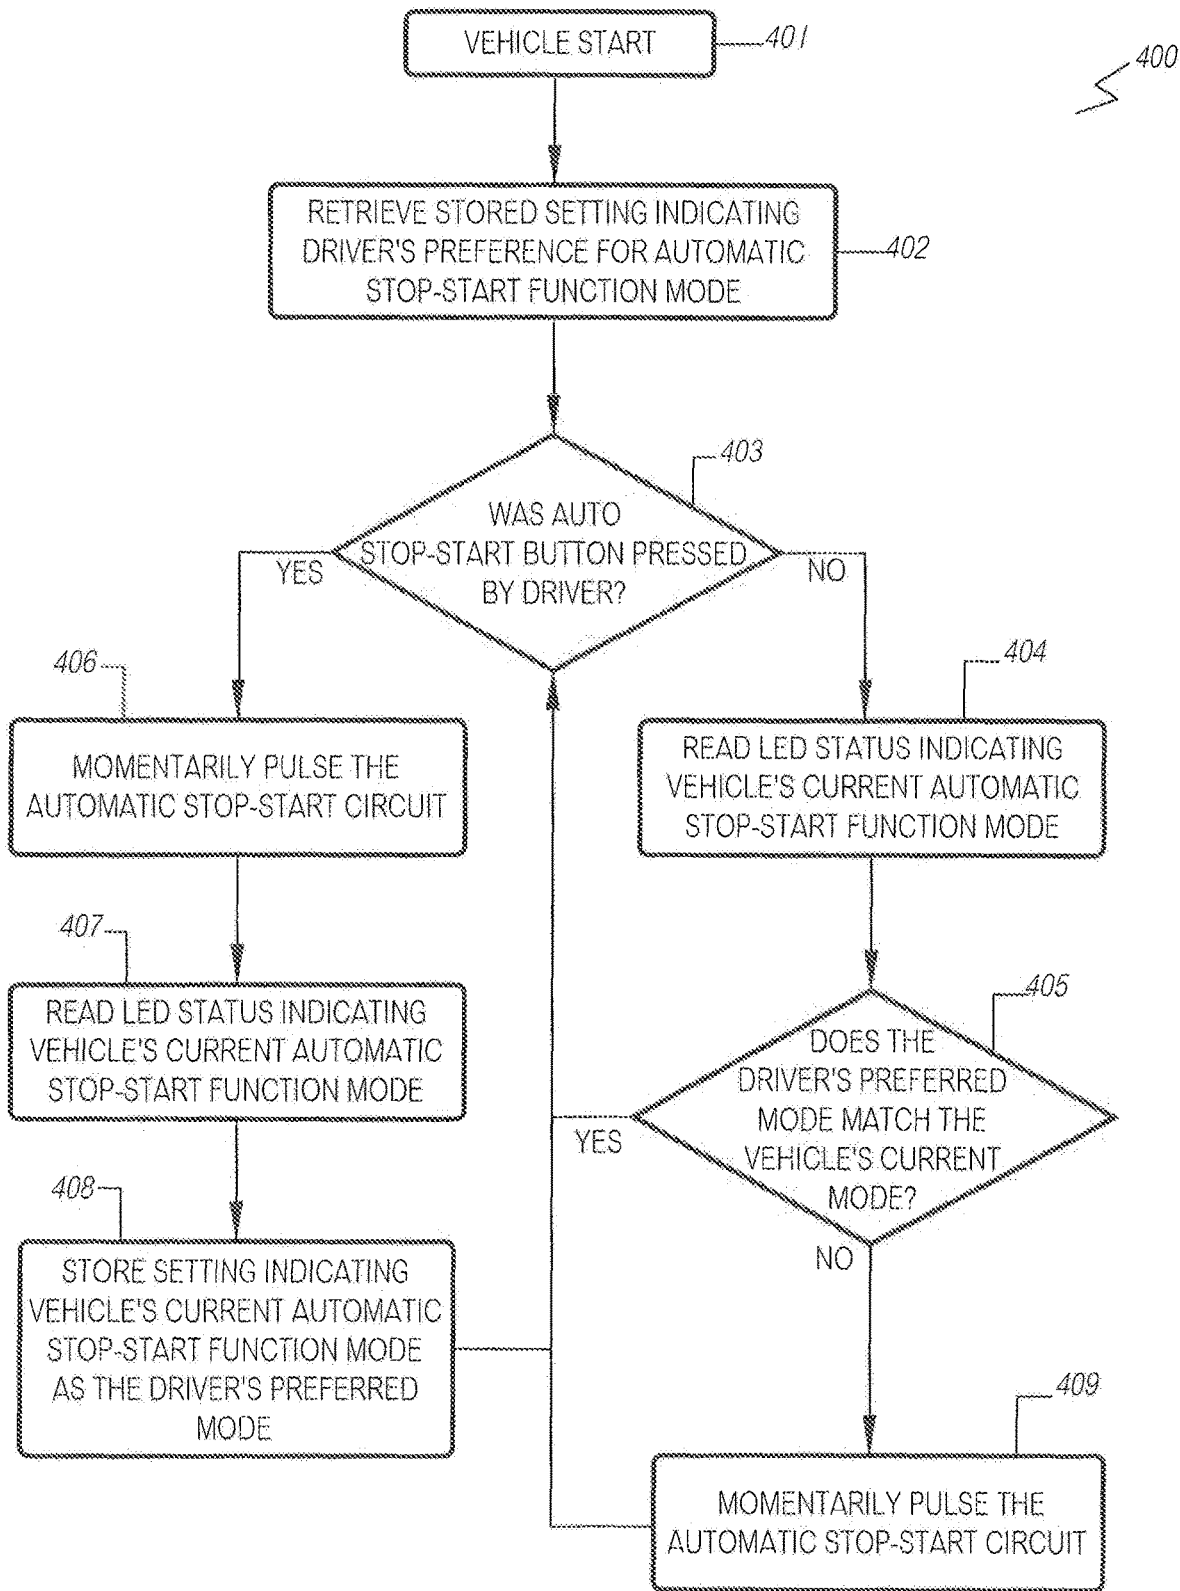 VEHICLE START
401
400
RETRIEVE STORED SETTING INDICATING
DRIVER'S PREFERENCE FOR AUTOMATIC
STOP-START FUNCTION MODE
402
403
WAS AUTO
STOP-START BUTTON PRESSED
BY DRIVER?
YES
NO
406
MOMENTARILY PULSE THE
AUTOMATIC STOP-START CIRCUIT
404
READ LED STATUS INDICATING
VEHICLE'S CURRENT AUTOMATIC
STOP-START FUNCTION MODE
407
READ LED STATUS INDICATING
VEHICLE'S CURRENT AUTOMATIC
STOP-START FUNCTION MODE
405
DOES THE
DRIVER'S PREFERRED
MODE MATCH THE
VEHICLE'S CURRENT
MODE?
YES
NO
408
STORE SETTING INDICATING
VEHICLE'S CURRENT AUTOMATIC
STOP-START FUNCTION MODE
AS THE DRIVER'S PREFERRED
MODE
409
MOMENTARILY PULSE THE
AUTOMATIC STOP-START CIRCUIT